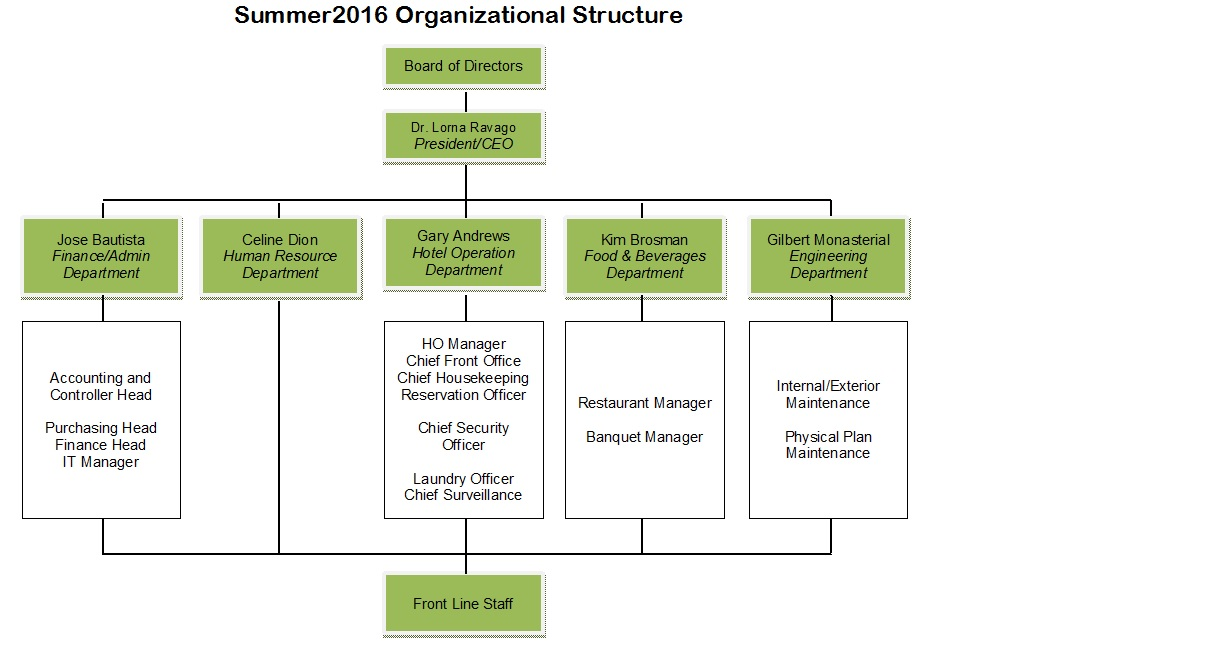 Summer2016 Organizational Structure
Board of Directors
Dr. Lorna Ravago
President/CEO
Jose Bautista
Finance/Admin
Department
Celine Dion
Human Resource
Department
Gary Andrews
Hotel Operation
Department
Kim Brosman
Food & Beverages
Department
Gilbert Monasterial
Engineering
Department
Accounting and
Controller Head
Purchasing Head
Finance Head
IT Manager
HO Manager
Chief Front Office
Chief Housekeeping
Reservation Officer
Chief Security
Officer
Laundry Officer
Chief Surveillance
Restaurant Manager
Banquet Manager
Internal/Exterior
Maintenance
Physical Plan
Maintenance
Front Line Staff